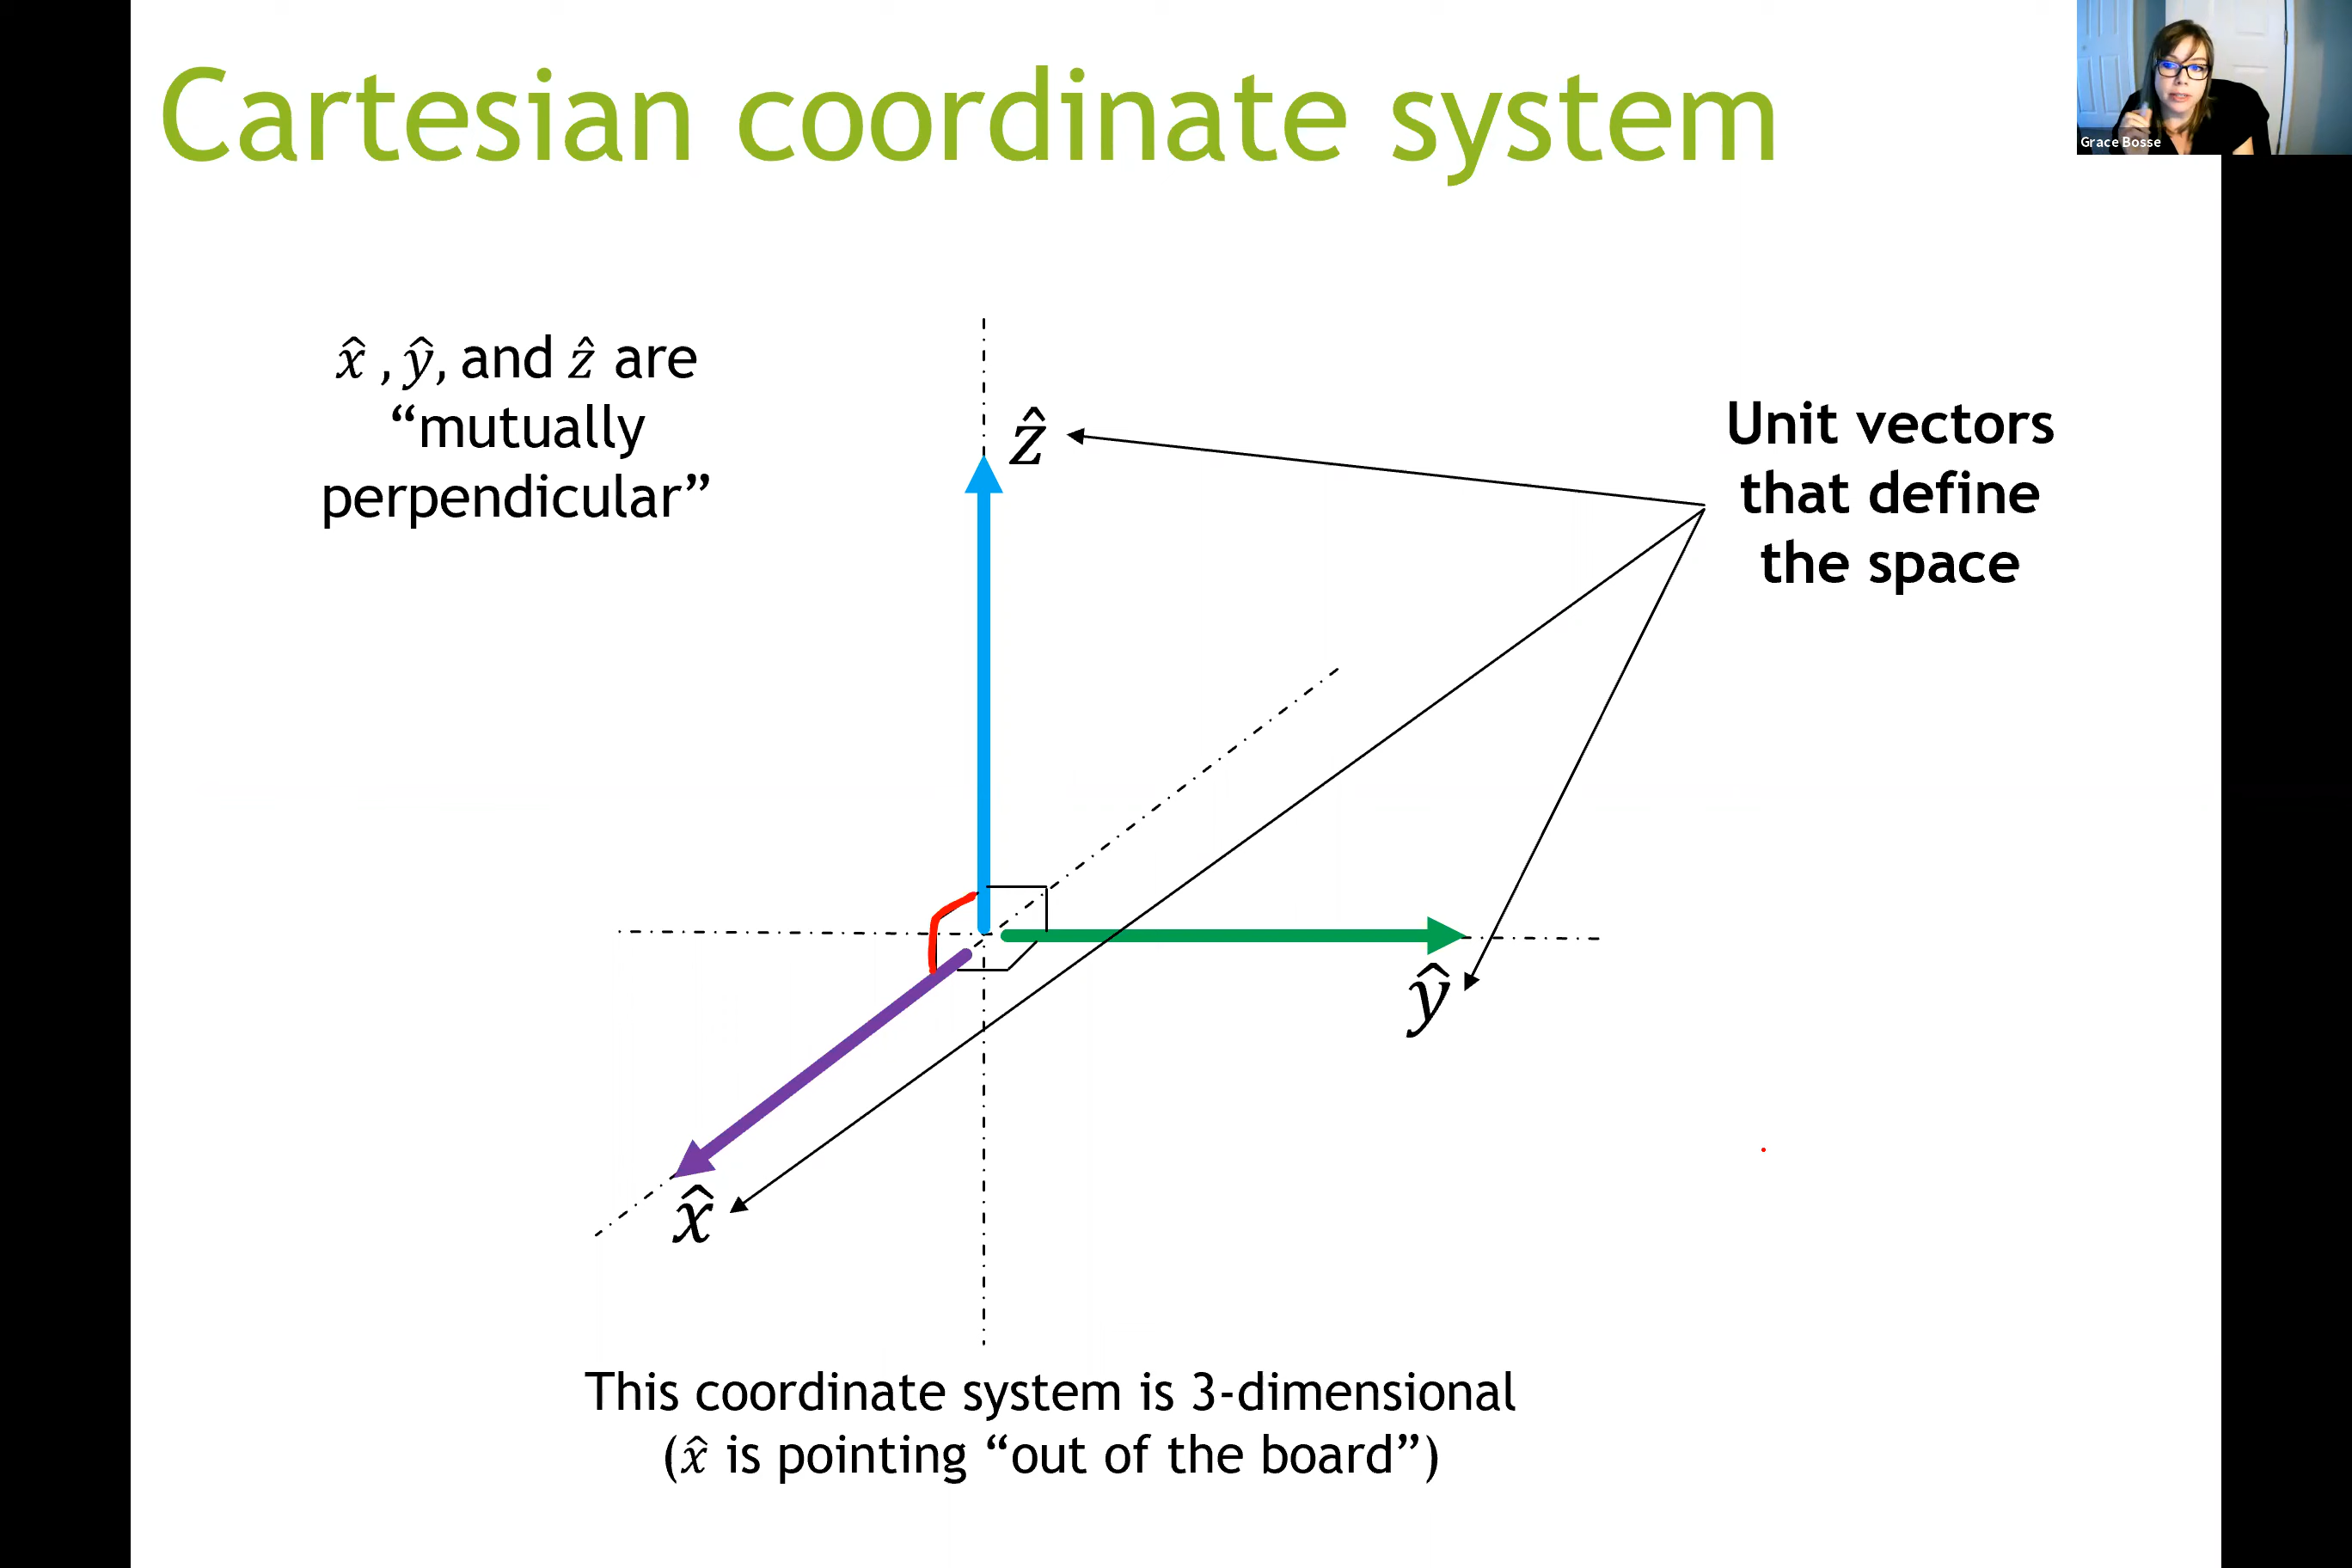 Cartesian coordinate system
Grace Bosse
x̂ , ŷ, and ẑ are
“mutually
perpendicular”
ẑ
Unit vectors
that define
the space
ŷ
x̂
This coordinate system is 3-dimensional
(x̂ is pointing “out of the board”)